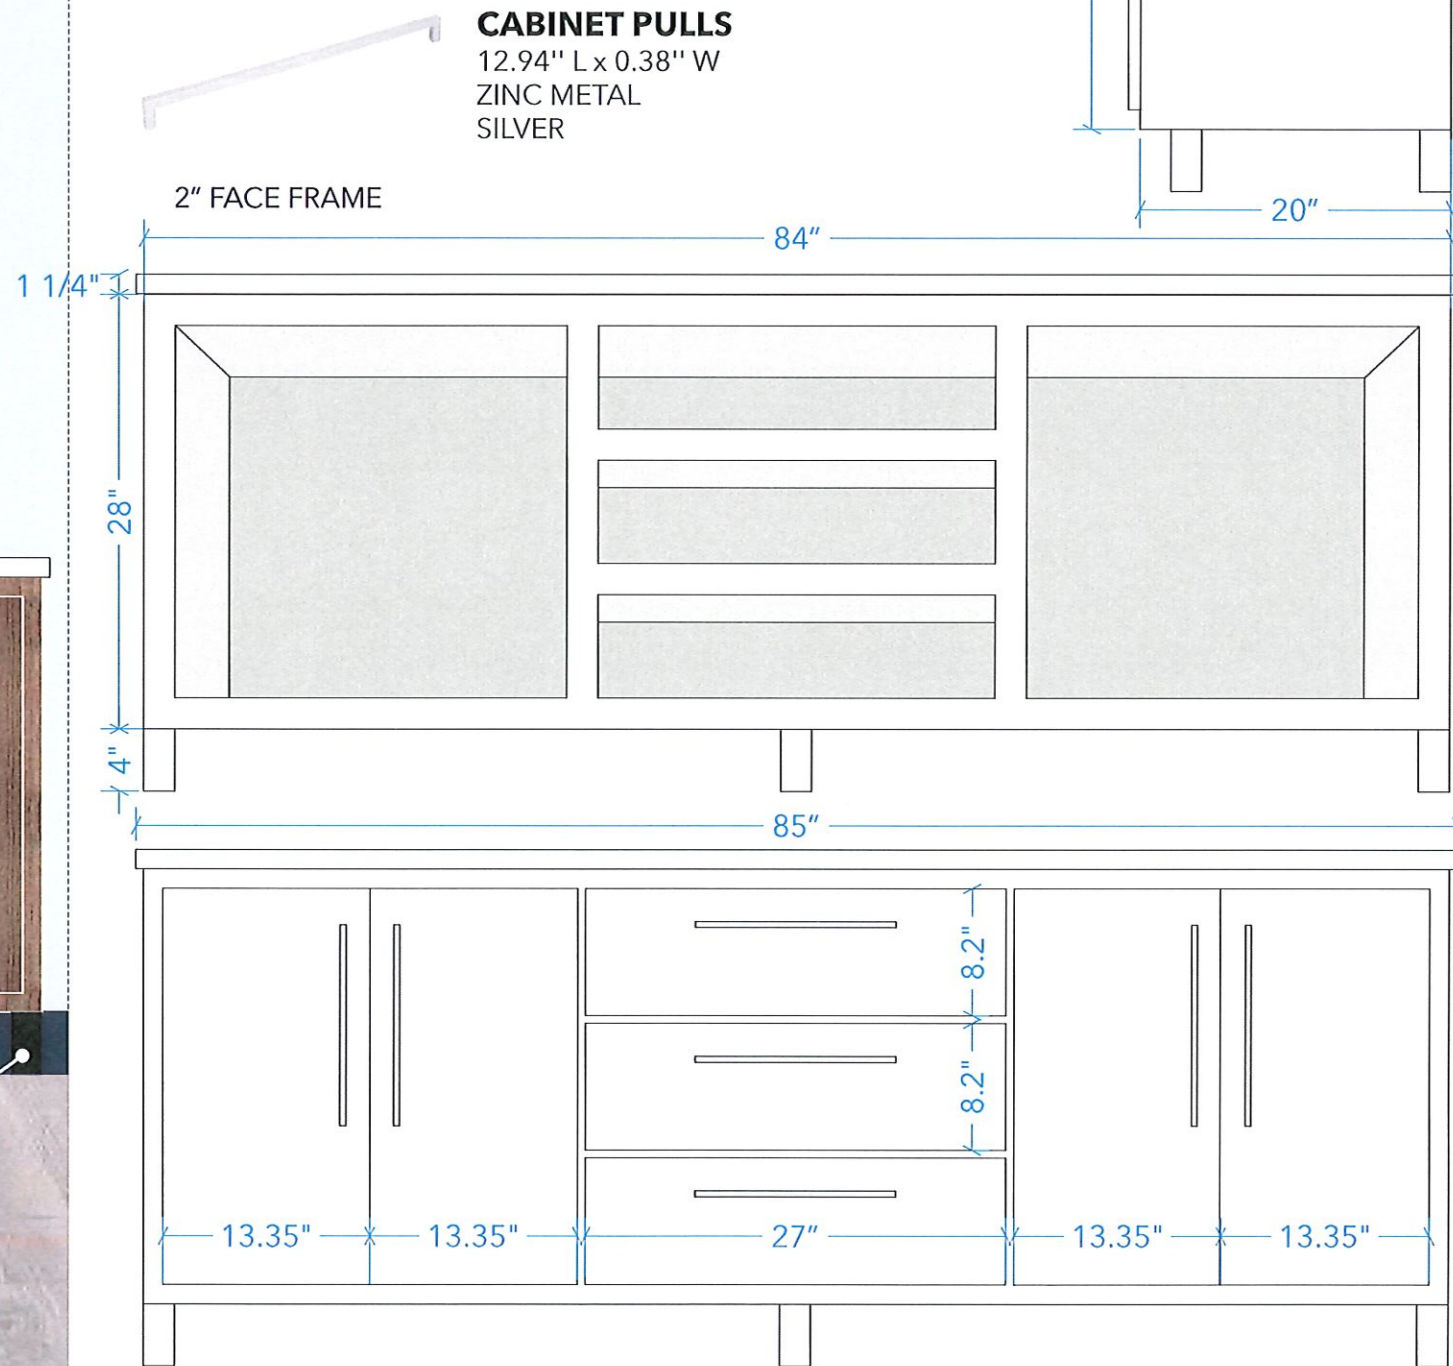 CABINET PULLS
12.94'' L x 0.38'' W
ZINC METAL
SILVER
2” FACE FRAME
20”
84”
1 1/4"
28"
4"
85”
8.2"
8.2"
13.35"
13.35"
27”
13.35"
13.35"